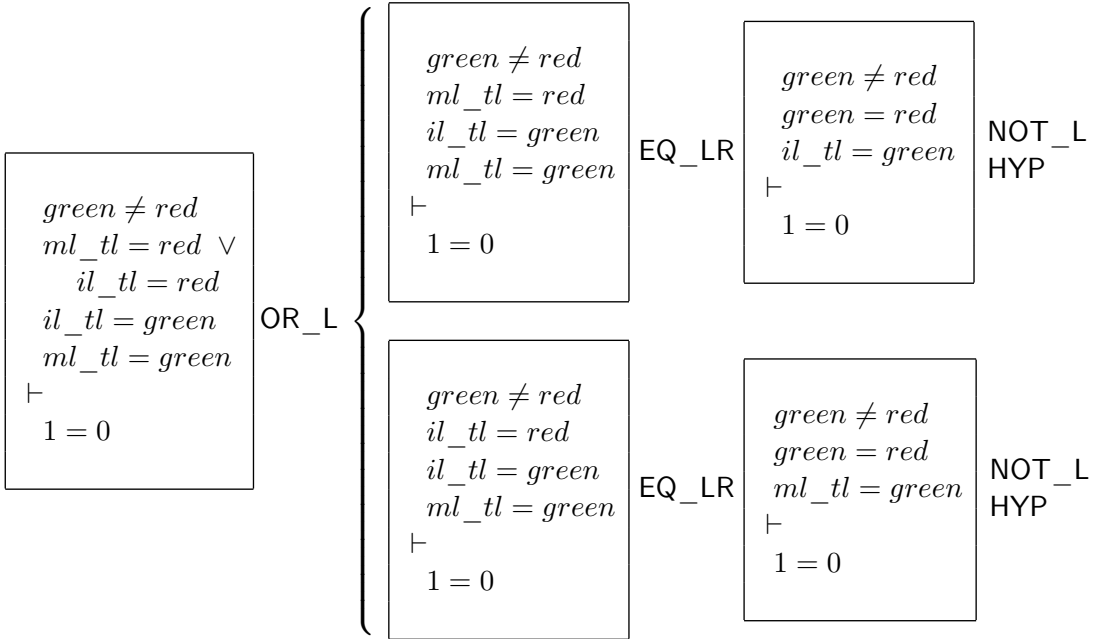 green ≠ red
ml_tl = red ∨
il_tl = red
il_tl = green
ml_tl = green
⊢
1 = 0
OR_L
green ≠ red
ml_tl = red
il_tl = green
ml_tl = green
⊢
1 = 0
EQ_LR
green ≠ red
green = red
il_tl = green
⊢
1 = 0
NOT_L
HYP
green ≠ red
il_tl = red
il_tl = green
ml_tl = green
⊢
1 = 0
EQ_LR
green ≠ red
green = red
ml_tl = green
⊢
1 = 0
NOT_L
HYP